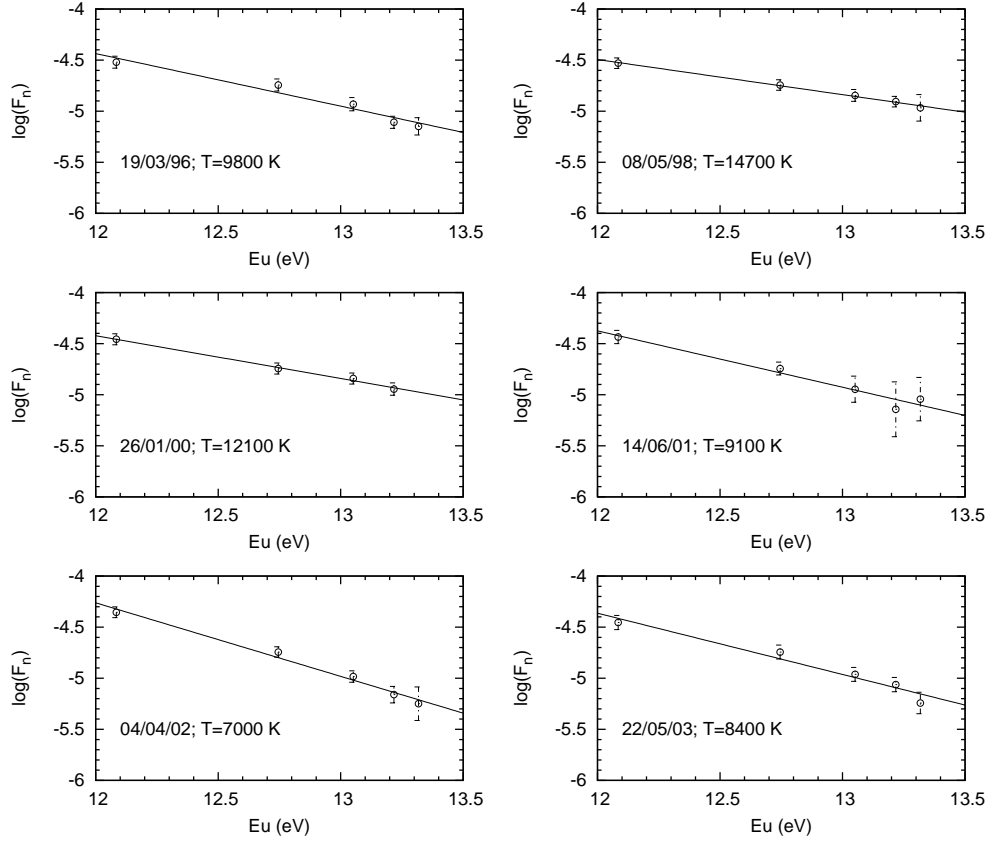 -4
-4.5
-5
-5.5
-6
log(F_n)
19/03/96; T=9800 K
12 12.5 13 13.5
Eu (eV)
-4
-4.5
-5
-5.5
-6
log(F_n)
08/05/98; T=14700 K
12 12.5 13 13.5
Eu (eV)
-4
-4.5
-5
-5.5
-6
log(F_n)
26/01/00; T=12100 K
12 12.5 13 13.5
Eu (eV)
-4
-4.5
-5
-5.5
-6
log(F_n)
14/06/01; T=9100 K
12 12.5 13 13.5
Eu (eV)
-4
-4.5
-5
-5.5
-6
log(F_n)
04/04/02; T=7000 K
12 12.5 13 13.5
Eu (eV)
-4
-4.5
-5
-5.5
-6
log(F_n)
22/05/03; T=8400 K
12 12.5 13 13.5
Eu (eV)